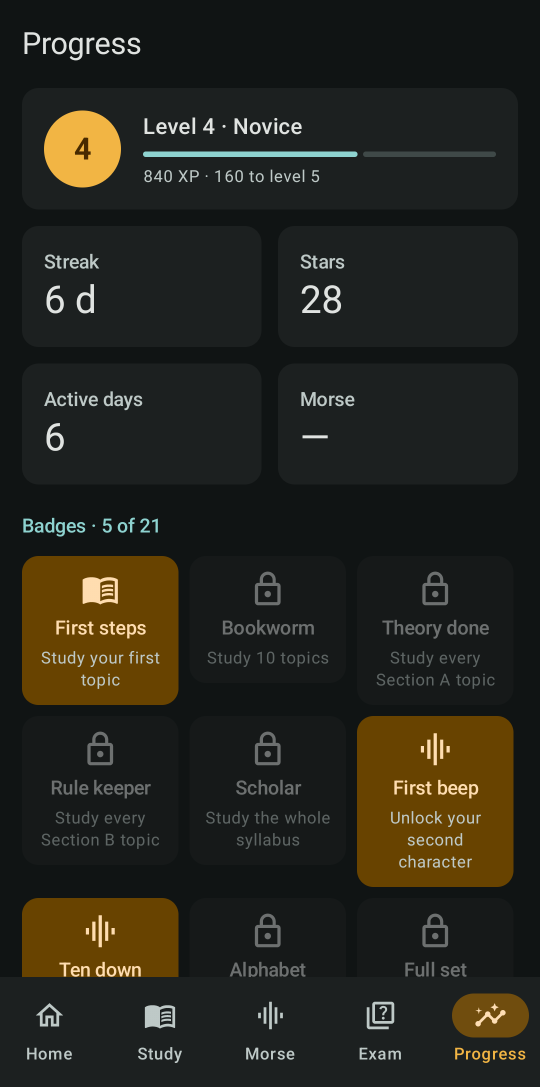 Progress
4
Level 4 · Novice
840 XP · 160 to level 5
Streak
6 d
Stars
28
Active days
6
Morse
—
Badges · 5 of 21
First steps
Study your first
topic
Bookworm
Study 10 topics
Theory done
Study every
Section A topic
Rule keeper
Study every
Section B topic
Scholar
Study the whole
syllabus
First beep
Unlock your
second
character
Ten down
Alphabet
Full set
Home
Study
Morse
Exam
Progress